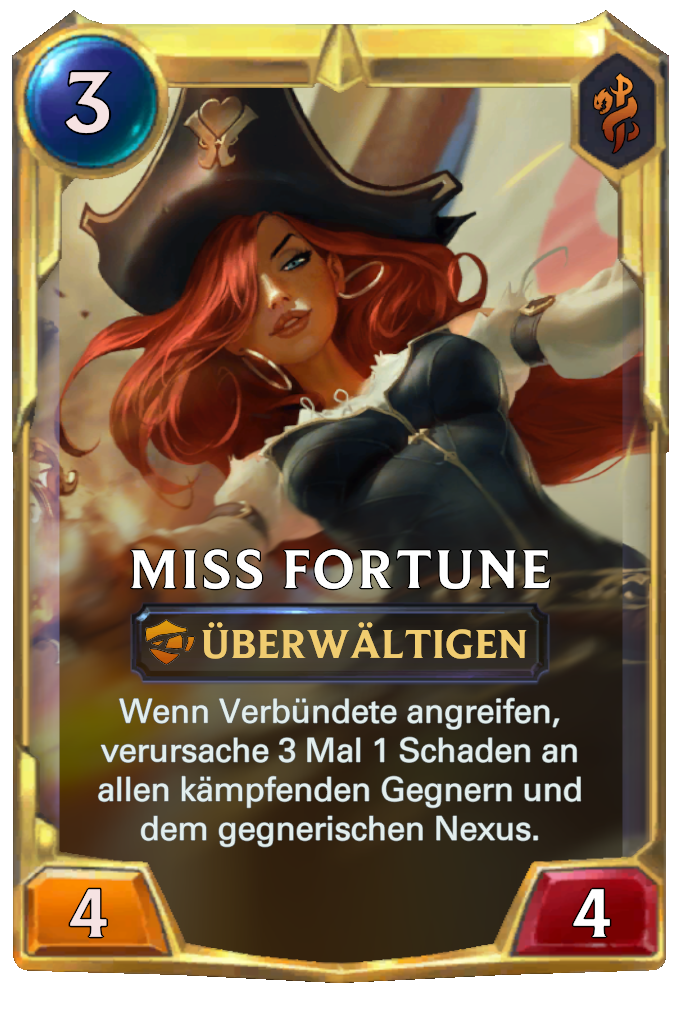 3
MISS FORTUNE
ÜBERWÄLTIGEN
Wenn Verbündete angreifen,
verursache 3 Mal 1 Schaden an
allen kämpfenden Gegnern und
dem gegnerischen Nexus.
4 4